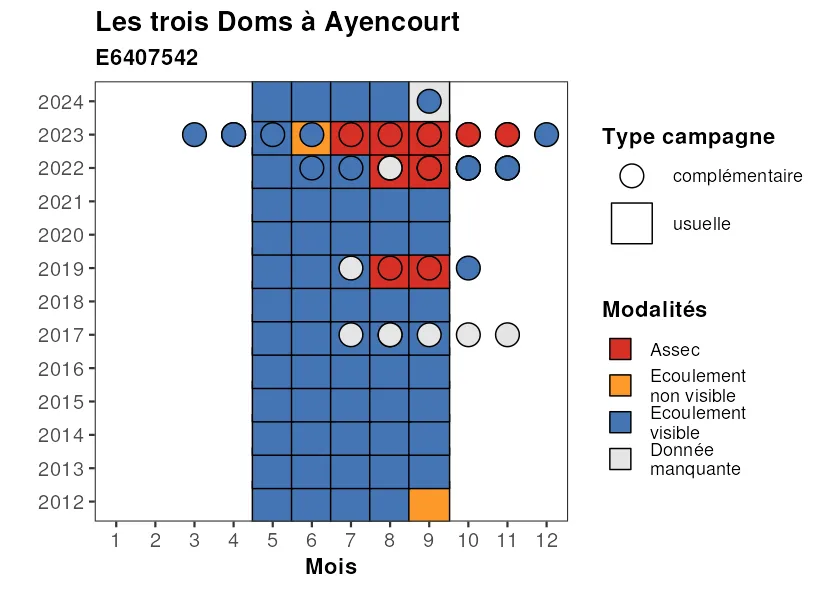 Les trois Doms à Ayencourt
E6407542
2024
2023
2022
2021
2020
2019
2018
2017
2016
2015
2014
2013
2012
1 2 3 4 5 6 7 8 9 10 11 12
Mois
Type campagne
complémentaire
usuelle
Modalités
Assec
Ecoulement
non visible
Ecoulement
visible
Donnée
manquante